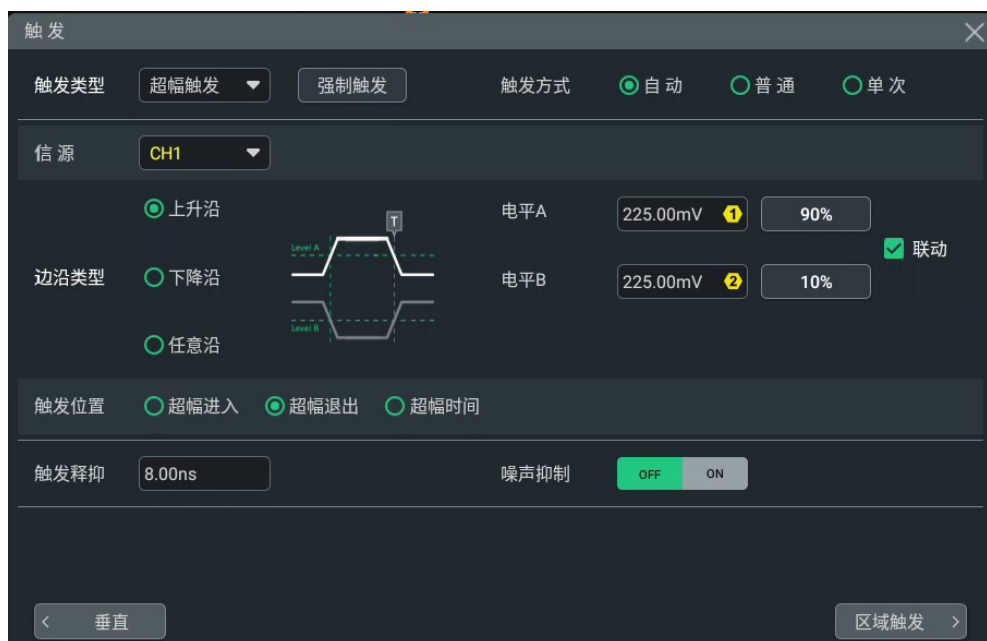 触发
触发类型 超幅触发 强制触发 触发方式 自动 普通 单次
信源 CH1
上升沿 T 电平A 225.00mV 1 90%
Level A 联动
边沿类型 下降沿 电平B 225.00mV 2 10%
Level B
任意沿
触发位置 超幅进入 超幅退出 超幅时间
触发释抑 8.00ns 噪声抑制 OFF ON
< 垂直 区域触发 >